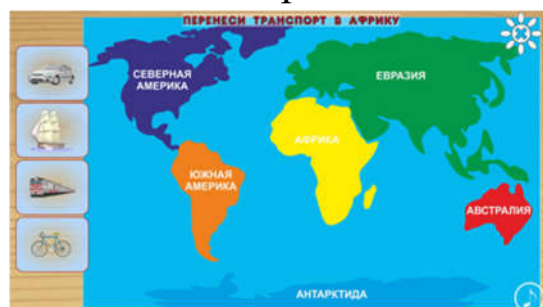 ПЕРЕНЕСИ ТРАНСПОРТ В АФРИКУ
СЕВЕРНАЯ
АМЕРИКА
ЕВРАЗИЯ
АФРИКА
ЮЖНАЯ
АМЕРИКА
АВСТРАЛИЯ
АНТАРКТИДА